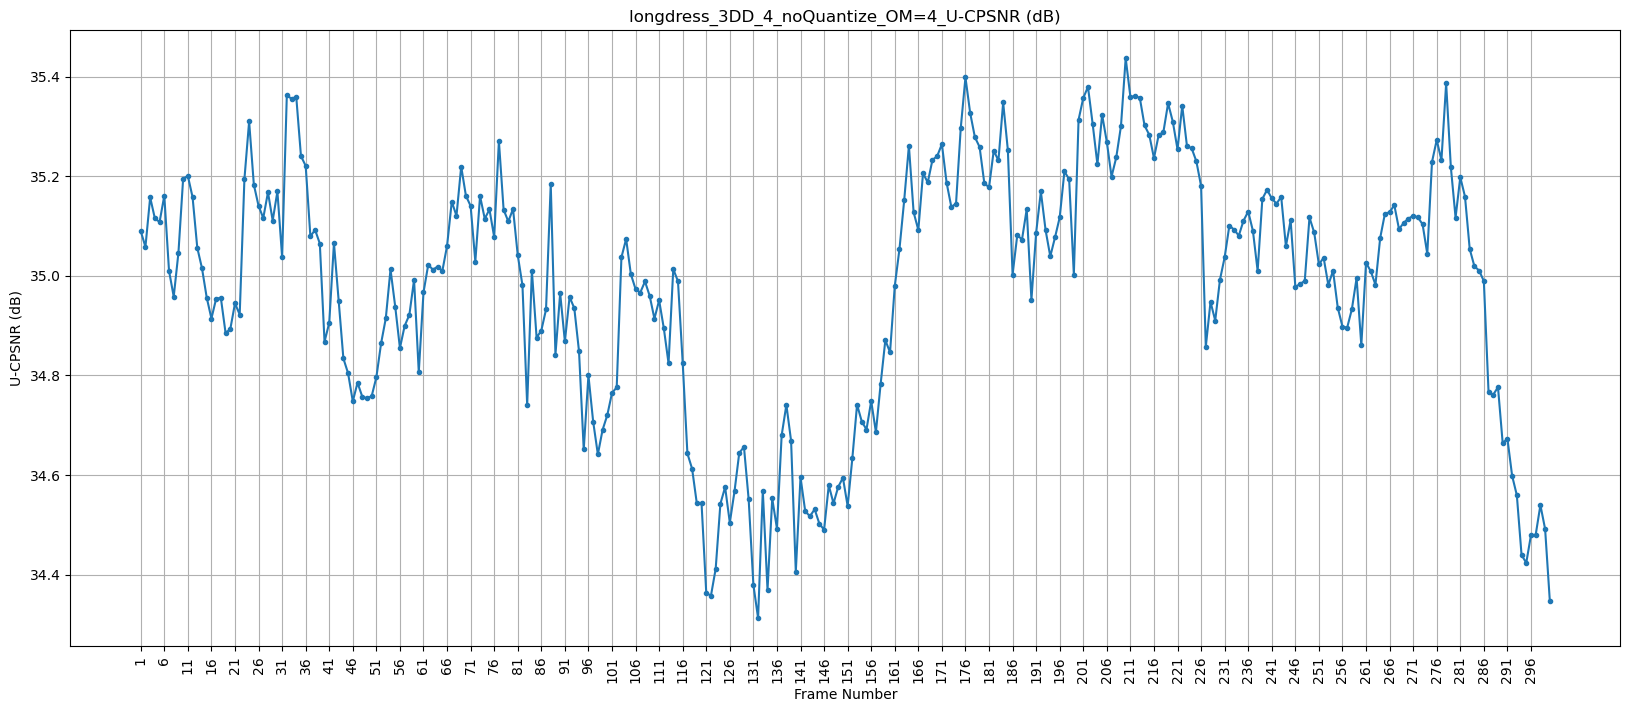 longdress_3DD_4_noQuantize_OM=4_U-CPSNR (dB)
U-CPSNR (dB)
35.4
35.2
35.0
34.8
34.6
34.4
1 6 11 16 21 26 31 36 41 46 51 56 61 66 71 76 81 86 91 96 101 106 111 116 121 126 131 136 141 146 151 156 161 166 171 176 181 186 191 196 201 206 211 216 221 226 231 236 241 246 251 256 261 266 271 276 281 286 291 296
Frame Number